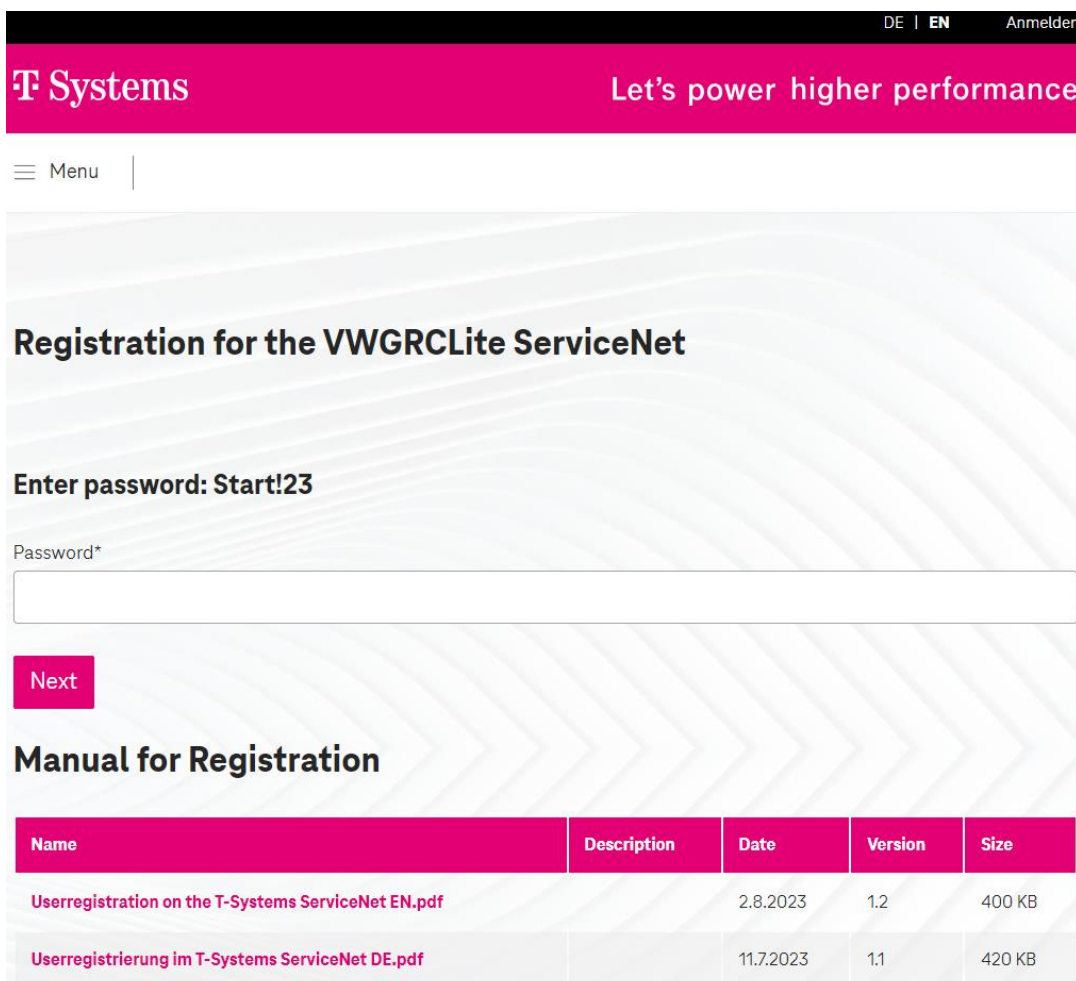 DE | EN Anmelden
T Systems Let's power higher performance
Menu
Registration for the VWGRCLite ServiceNet
Enter password: Start!23
Password*
Next
Manual for Registration
Name Description Date Version Size
Userregistration on the T-Systems ServiceNet EN.pdf 2.8.2023 1.2 400 KB
Userregistrierung im T-Systems ServiceNet DE.pdf 11.7.2023 1.1 420 KB